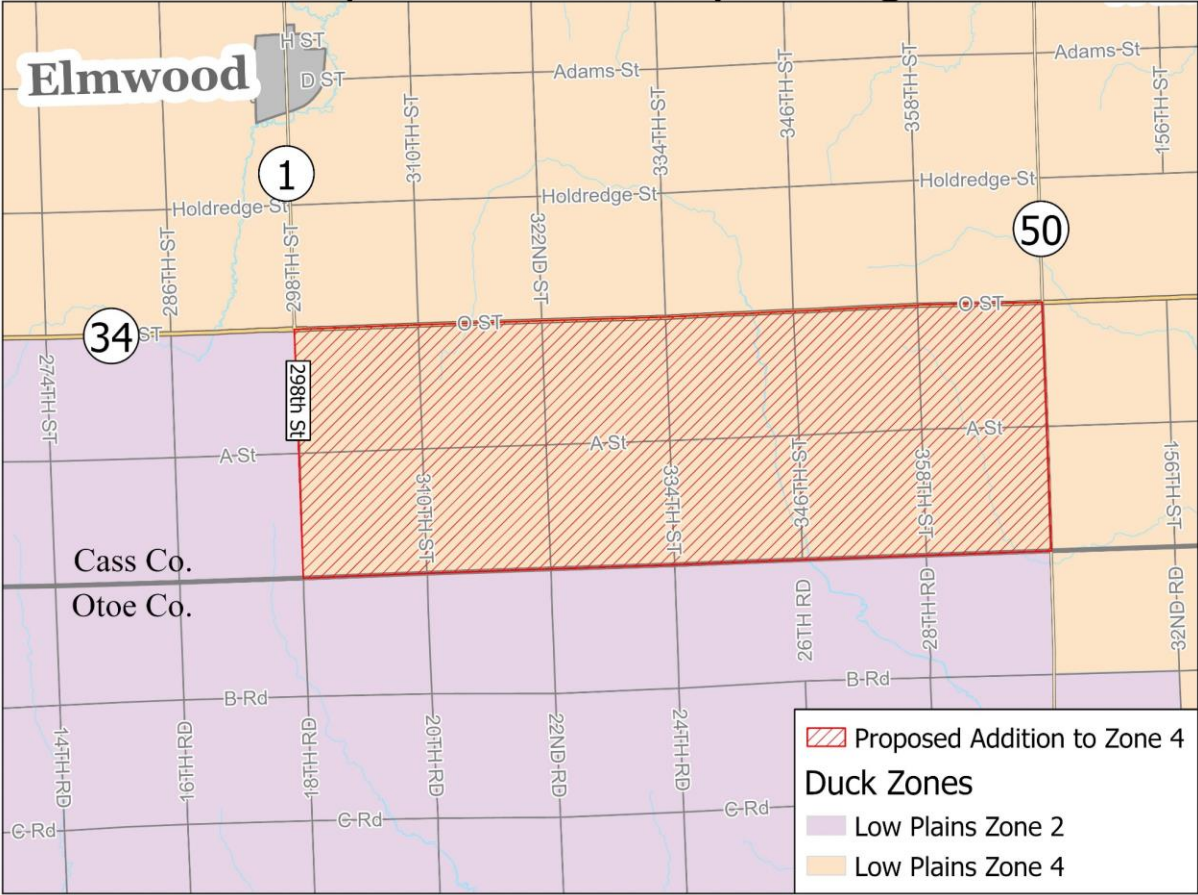 H ST
Elmwood
D ST
Adams St
Adams St
310TH ST
334TH ST
346TH ST
358TH ST
156TH ST
1
Holdredge St
Holdredge St
Holdredge St
286TH ST
298TH ST
322ND ST
50
34
ST
O ST
O ST
274TH ST
298th St
A St
A St
A St
310TH ST
334TH ST
346TH ST
358TH ST
156TH ST
Cass Co.
Otoe Co.
26TH RD
28TH RD
32ND RD
B Rd
B Rd
14TH RD
16TH RD
18TH RD
20TH RD
22ND RD
24TH RD
C Rd
C Rd
C Rd
Proposed Addition to Zone 4
Duck Zones
Low Plains Zone 2
Low Plains Zone 4